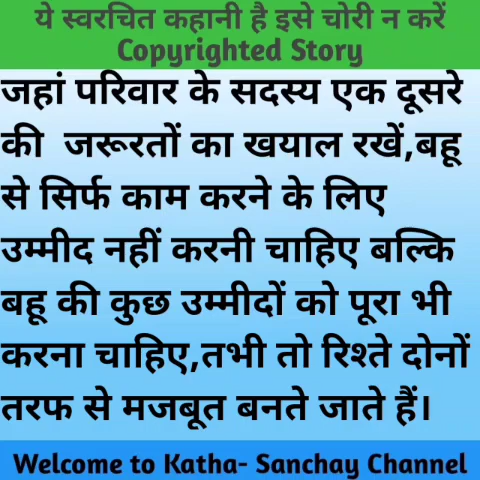 ये स्वरचित कहानी है इसे चोरी न करें
Copyrighted Story
जहां परिवार के सदस्य एक दूसरे
की जरूरतों का खयाल रखें,बहू
से सिर्फ काम करने के लिए
उम्मीद नहीं करनी चाहिए बल्कि
बहू की कुछ उम्मीदों को पूरा भी
करना चाहिए,तभी तो रिश्ते दोनों
तरफ से मजबूत बनते जाते हैं।
Welcome to Katha- Sanchay Channel